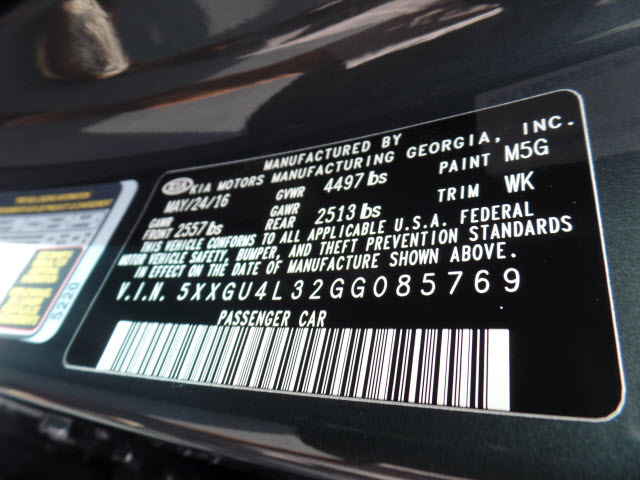 MANUFACTURED BY
KIA KIA MOTORS MANUFACTURING GEORGIA, INC.
MAY/24/16 GVWR 4497 lbs PAINT M5G
GAWR FRONT 2557 lbs GAWR REAR 2513 lbs TRIM WK
THIS VEHICLE CONFORMS TO ALL APPLICABLE U.S.A. FEDERAL
MOTOR VEHICLE SAFETY, BUMPER, AND THEFT PREVENTION STANDARDS
IN EFFECT ON THE DATE OF MANUFACTURE SHOWN ABOVE.
V.I.N. 5XXGU4L32GG085769
PASSENGER CAR
5220